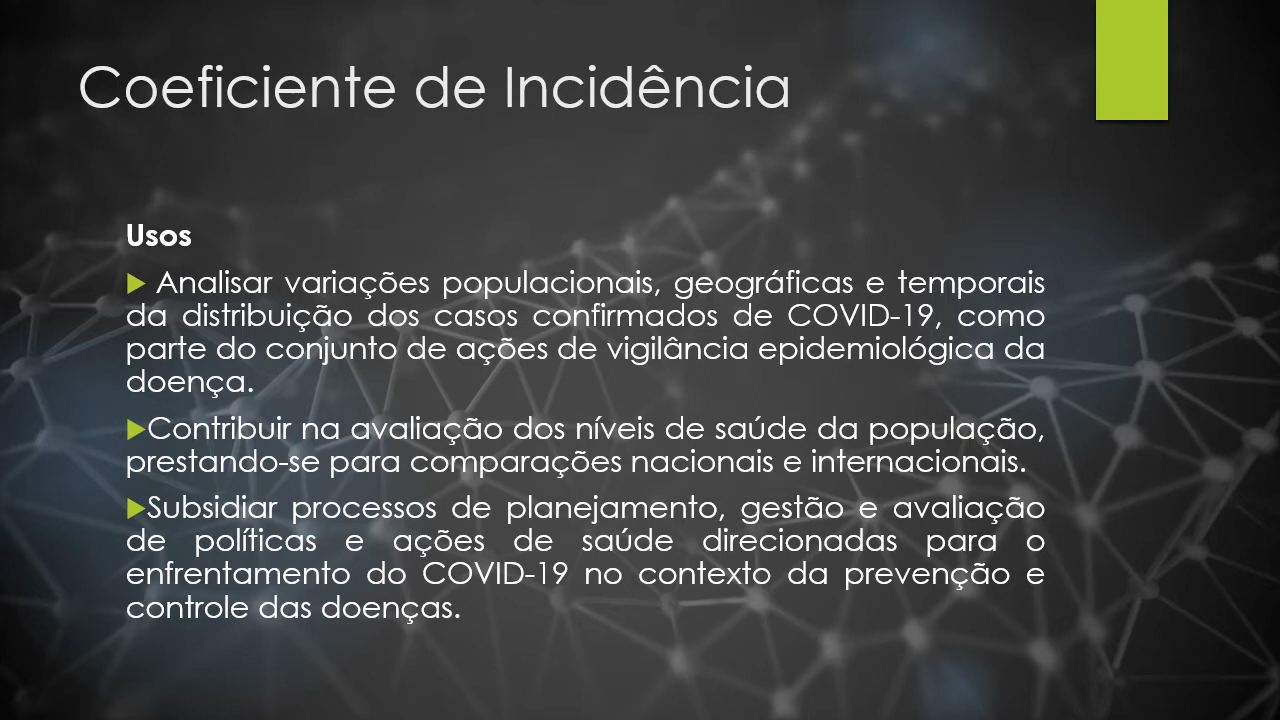 Coeficiente de Incidência
Usos
Analisar variações populacionais, geográficas e temporais
da distribuição dos casos confirmados de COVID-19, como
parte do conjunto de ações de vigilância epidemiológica da
doença.
Contribuir na avaliação dos níveis de saúde da população,
prestando-se para comparações nacionais e internacionais.
Subsidiar processos de planejamento, gestão e avaliação
de políticas e ações de saúde direcionadas para o
enfrentamento do COVID-19 no contexto da prevenção e
controle das doenças.